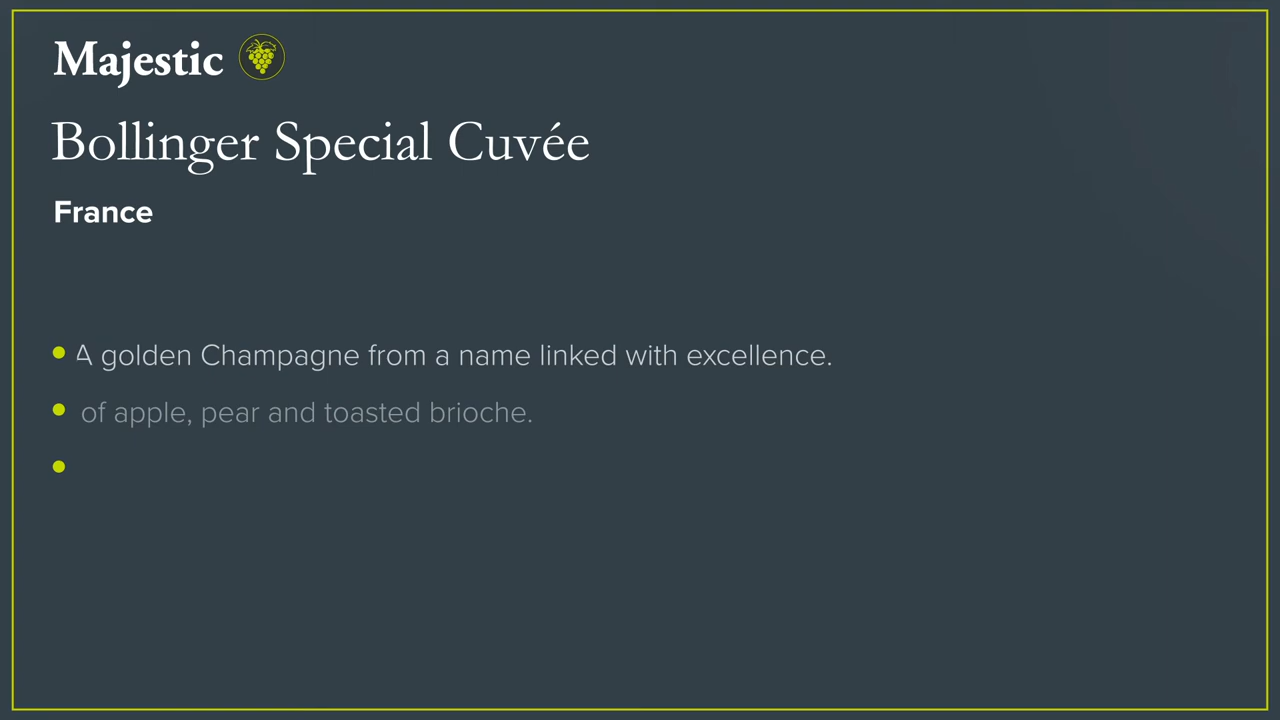 Majestic
Bollinger Special Cuvée
France
A golden Champagne from a name linked with excellence.
of apple, pear and toasted brioche.